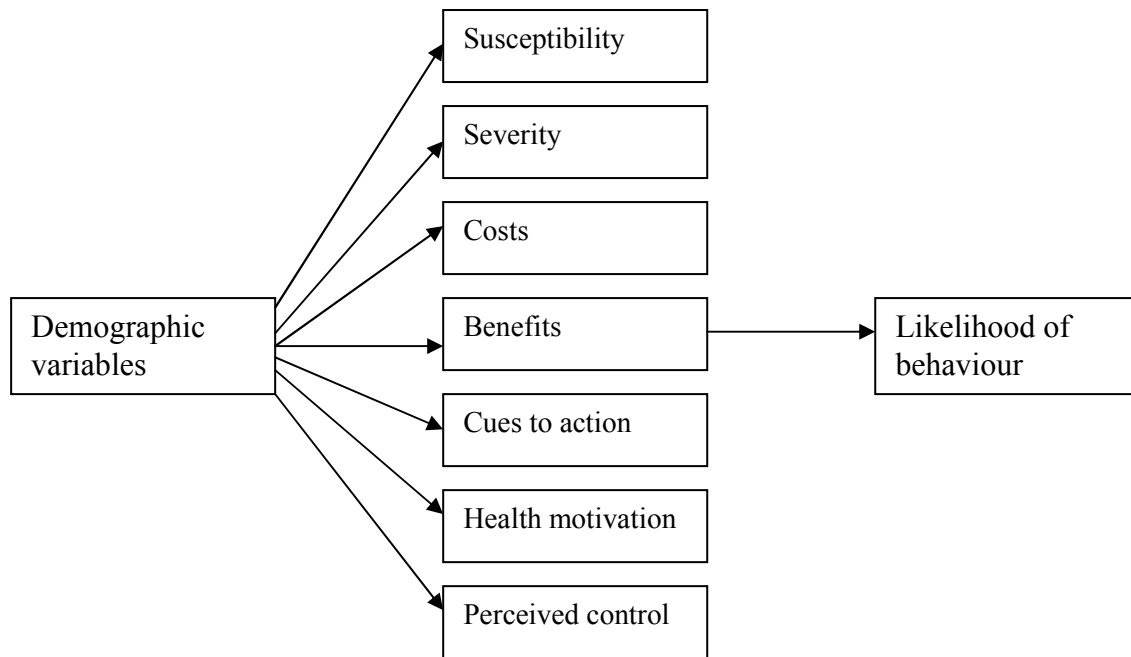 Susceptibility
Severity
Costs
Demographic
variables
Benefits
Likelihood of
behaviour
Cues to action
Health motivation
Perceived control